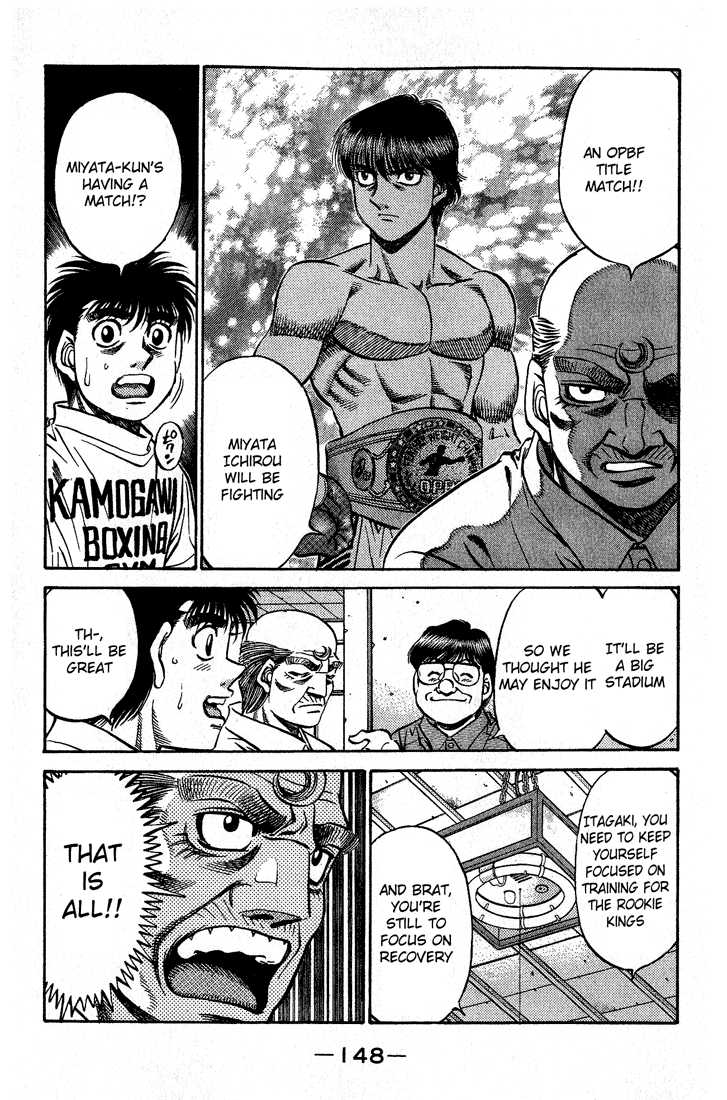 AN OPBF
TITLE
MATCH!!
MIYATA
ICHIROU
WILL BE
FIGHTING
OPBF
MIYATA-KUN'S
HAVING A
MATCH!?
KAMOGAWA
BOXING
GYM
IT'LL BE
A BIG
STADIUM
SO WE
THOUGHT HE
MAY ENJOY IT
TH-,
THIS'LL BE
GREAT
ITAGAKI, YOU
NEED TO KEEP
YOURSELF
FOCUSED ON
TRAINING FOR
THE ROOKIE
KINGS
AND BRAT,
YOU'RE
STILL TO
FOCUS ON
RECOVERY
THAT
IS
ALL!!
—148—